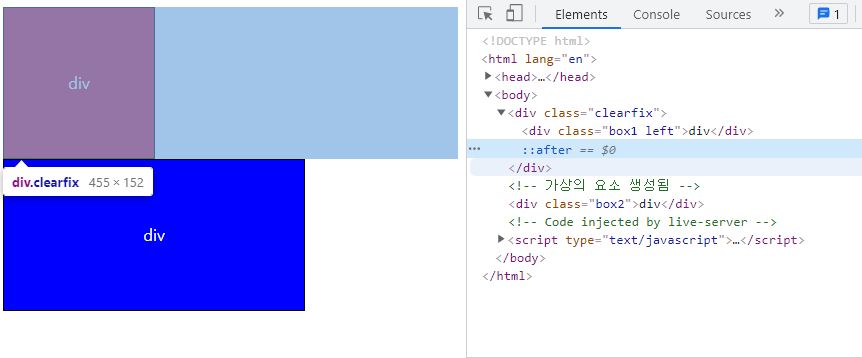 div
div.clearfix 455 × 152
div
Elements Console Sources » 1
<!DOCTYPE html>
<html lang="en">
<head>…</head>
<body>
<div class="clearfix">
<div class="box1 left">div</div>
… ::after == $0
</div>
<!-- 가상의 요소 생성됨 -->
<div class="box2">div</div>
<!-- Code injected by live-server -->
<script type="text/javascript">…</script>
</body>
</html>